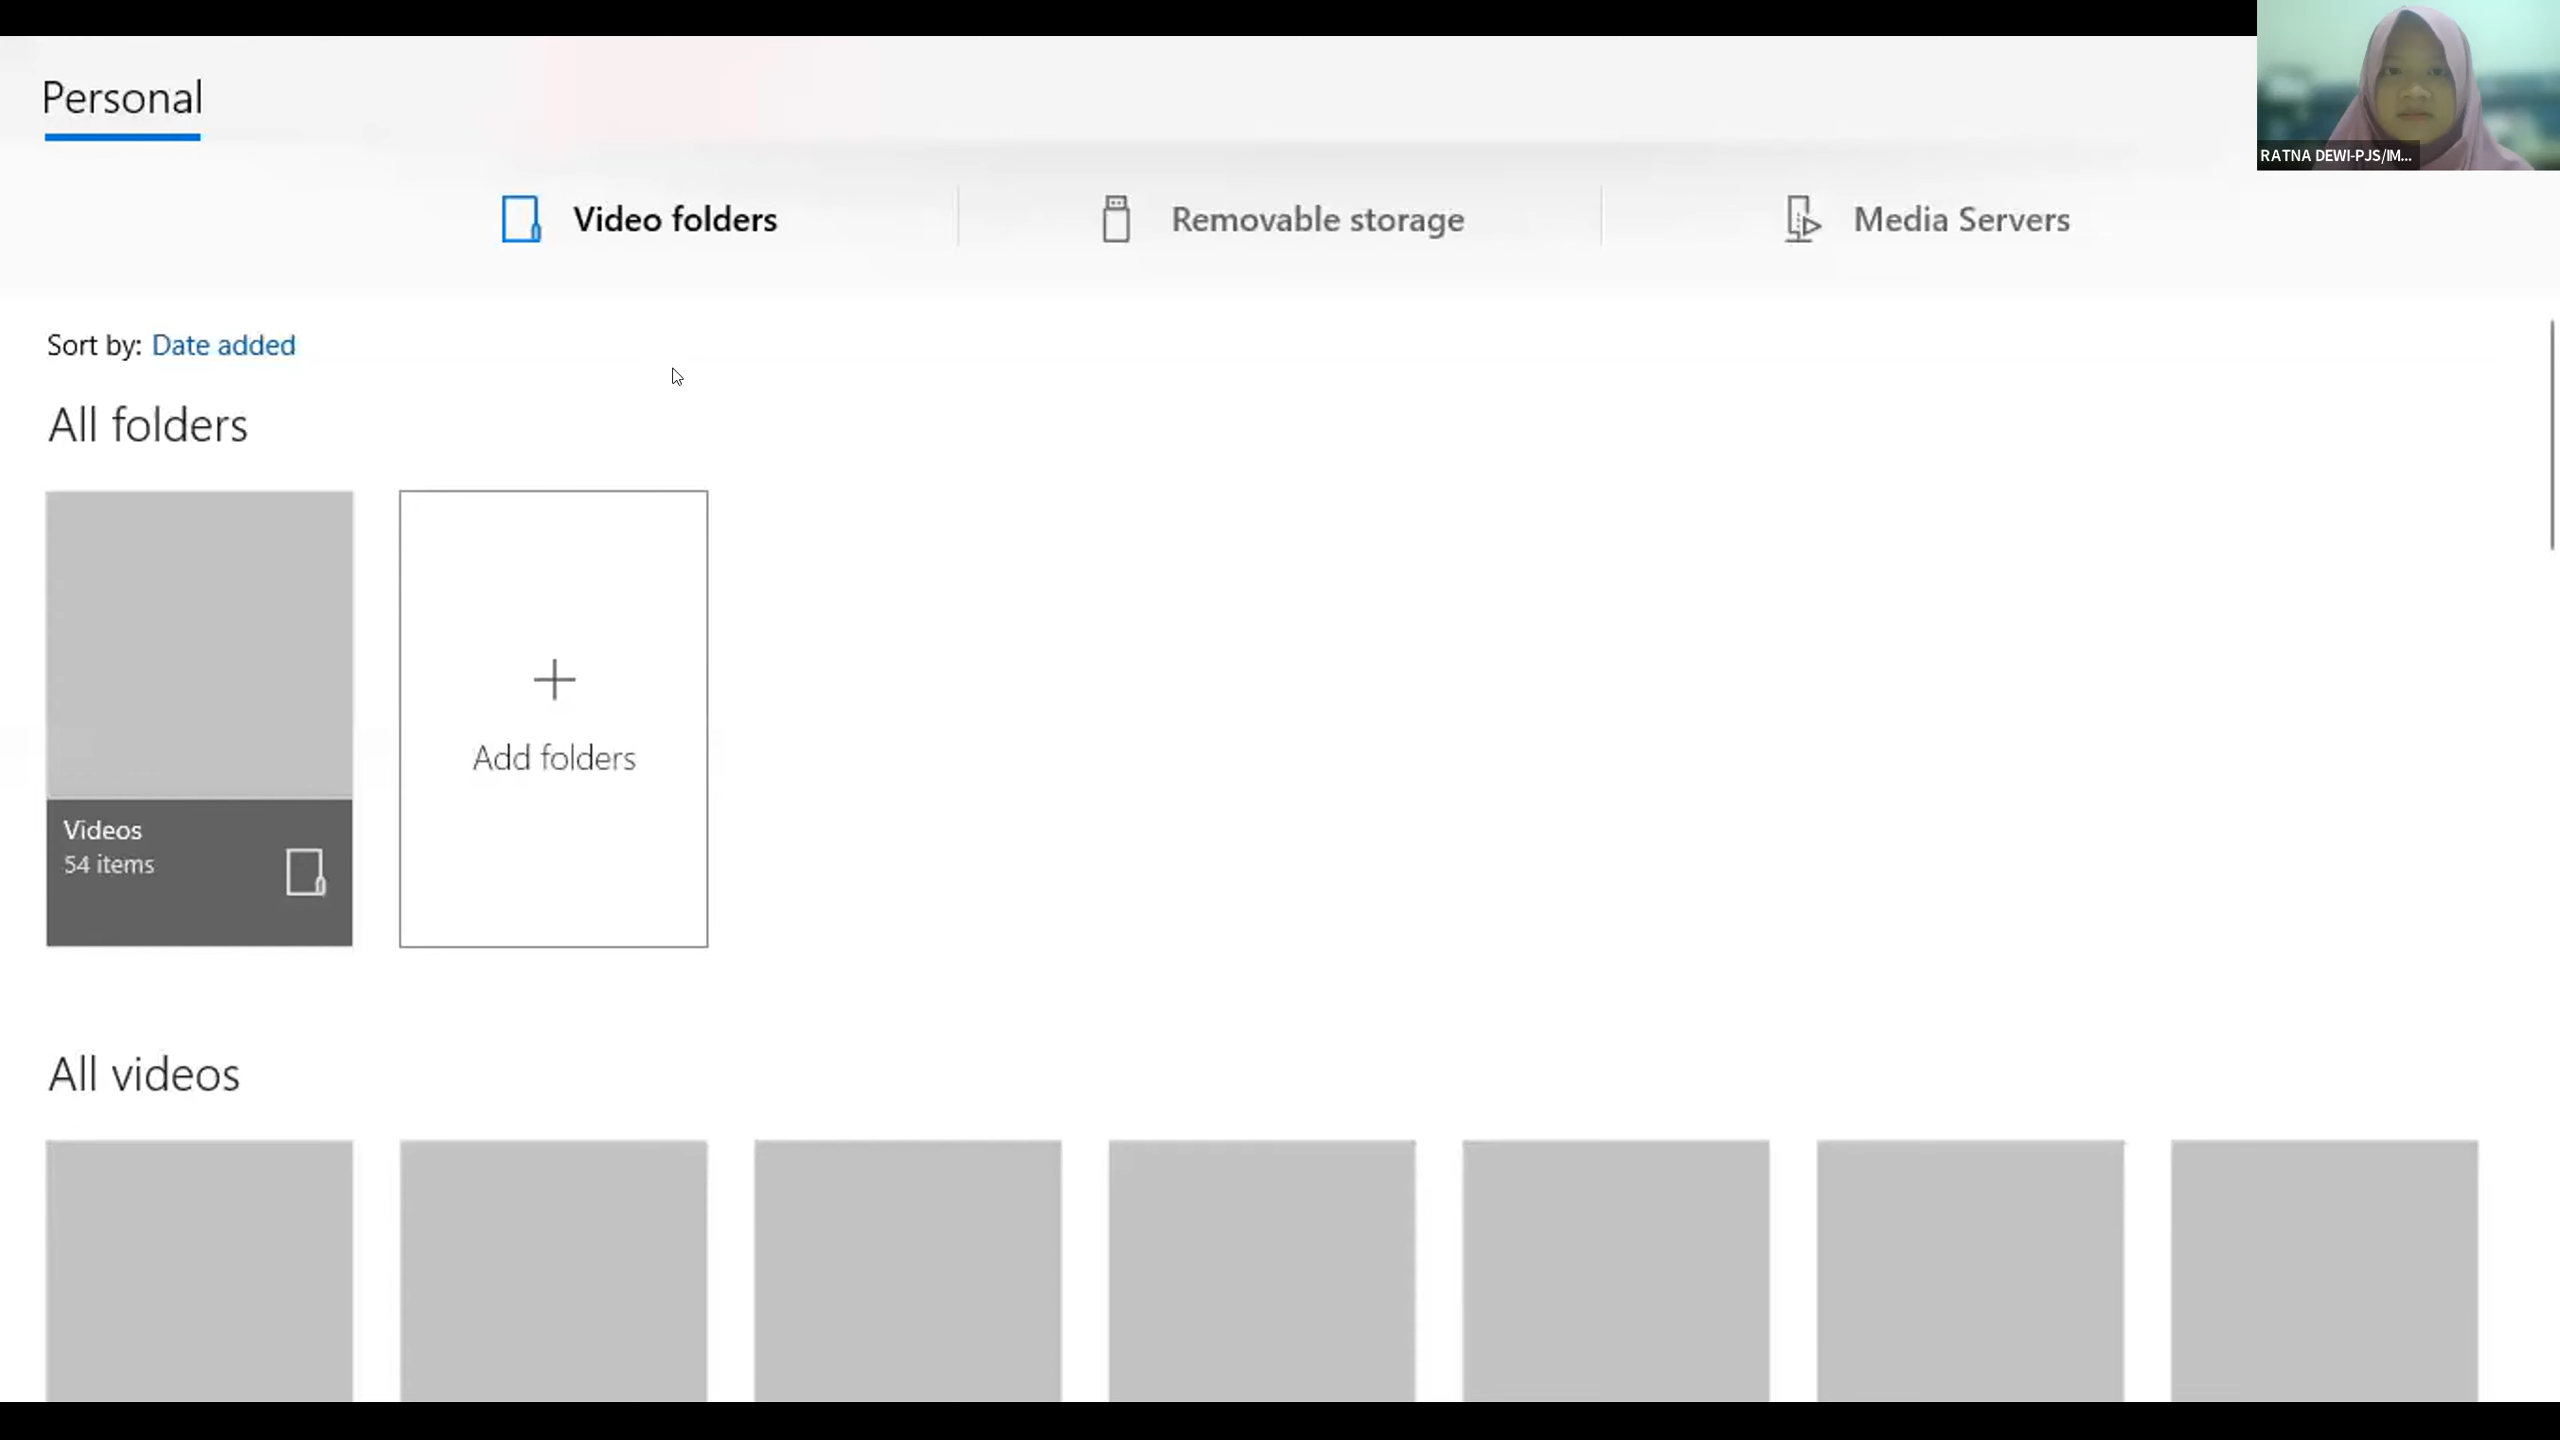 Personal
RATNA DEWI-PJS/IM...
Video folders
Removable storage
Media Servers
Sort by: Date added
All folders
Add folders
Videos
54 items
All videos